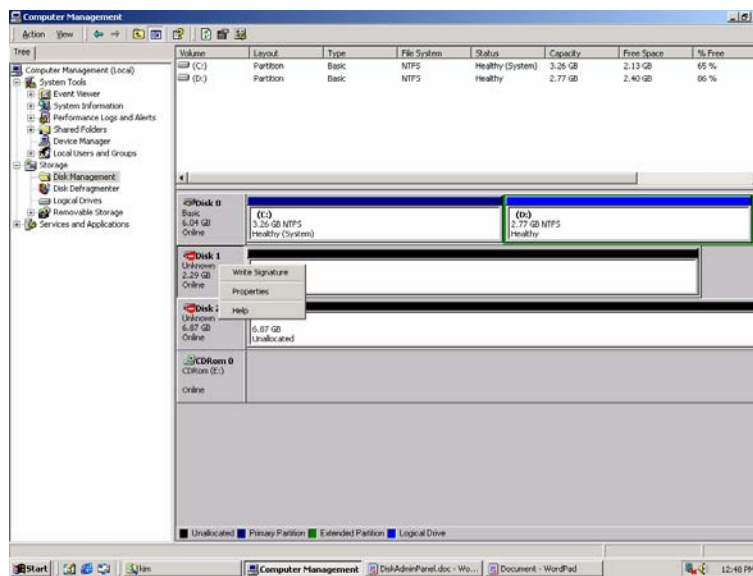 Computer Management
Action View
Tree
Computer Management (Local)
System Tools
Event Viewer
System Information
Performance Logs and Alerts
Shared Folders
Device Manager
Local Users and Groups
Storage
Disk Management
Disk Defragmenter
Logical Drives
Removable Storage
Services and Applications
Volume Layout Type File System Status Capacity Free Space % Free
(C:) Partition Basic NTFS Healthy (System) 3.26 GB 2.13 GB 65 %
(D:) Partition Basic NTFS Healthy 2.77 GB 2.40 GB 86 %
Disk 0
Basic
6.04 GB
Online
(C:)
3.26 GB NTFS
Healthy (System)
(D:)
2.77 GB NTFS
Healthy
Disk 1
Unknown
2.29 GB
Online
Write Signature
Properties
Help
Disk 2
Unknown
6.87 GB
Online
6.87 GB
Unallocated
CDRom 0
CDRom (E:)
Online
Unallocated Primary Partition Extended Partition Logical Drive
Start Computer Management DiskAdminPanel.doc - Wo... Document - WordPad 12:48 PM